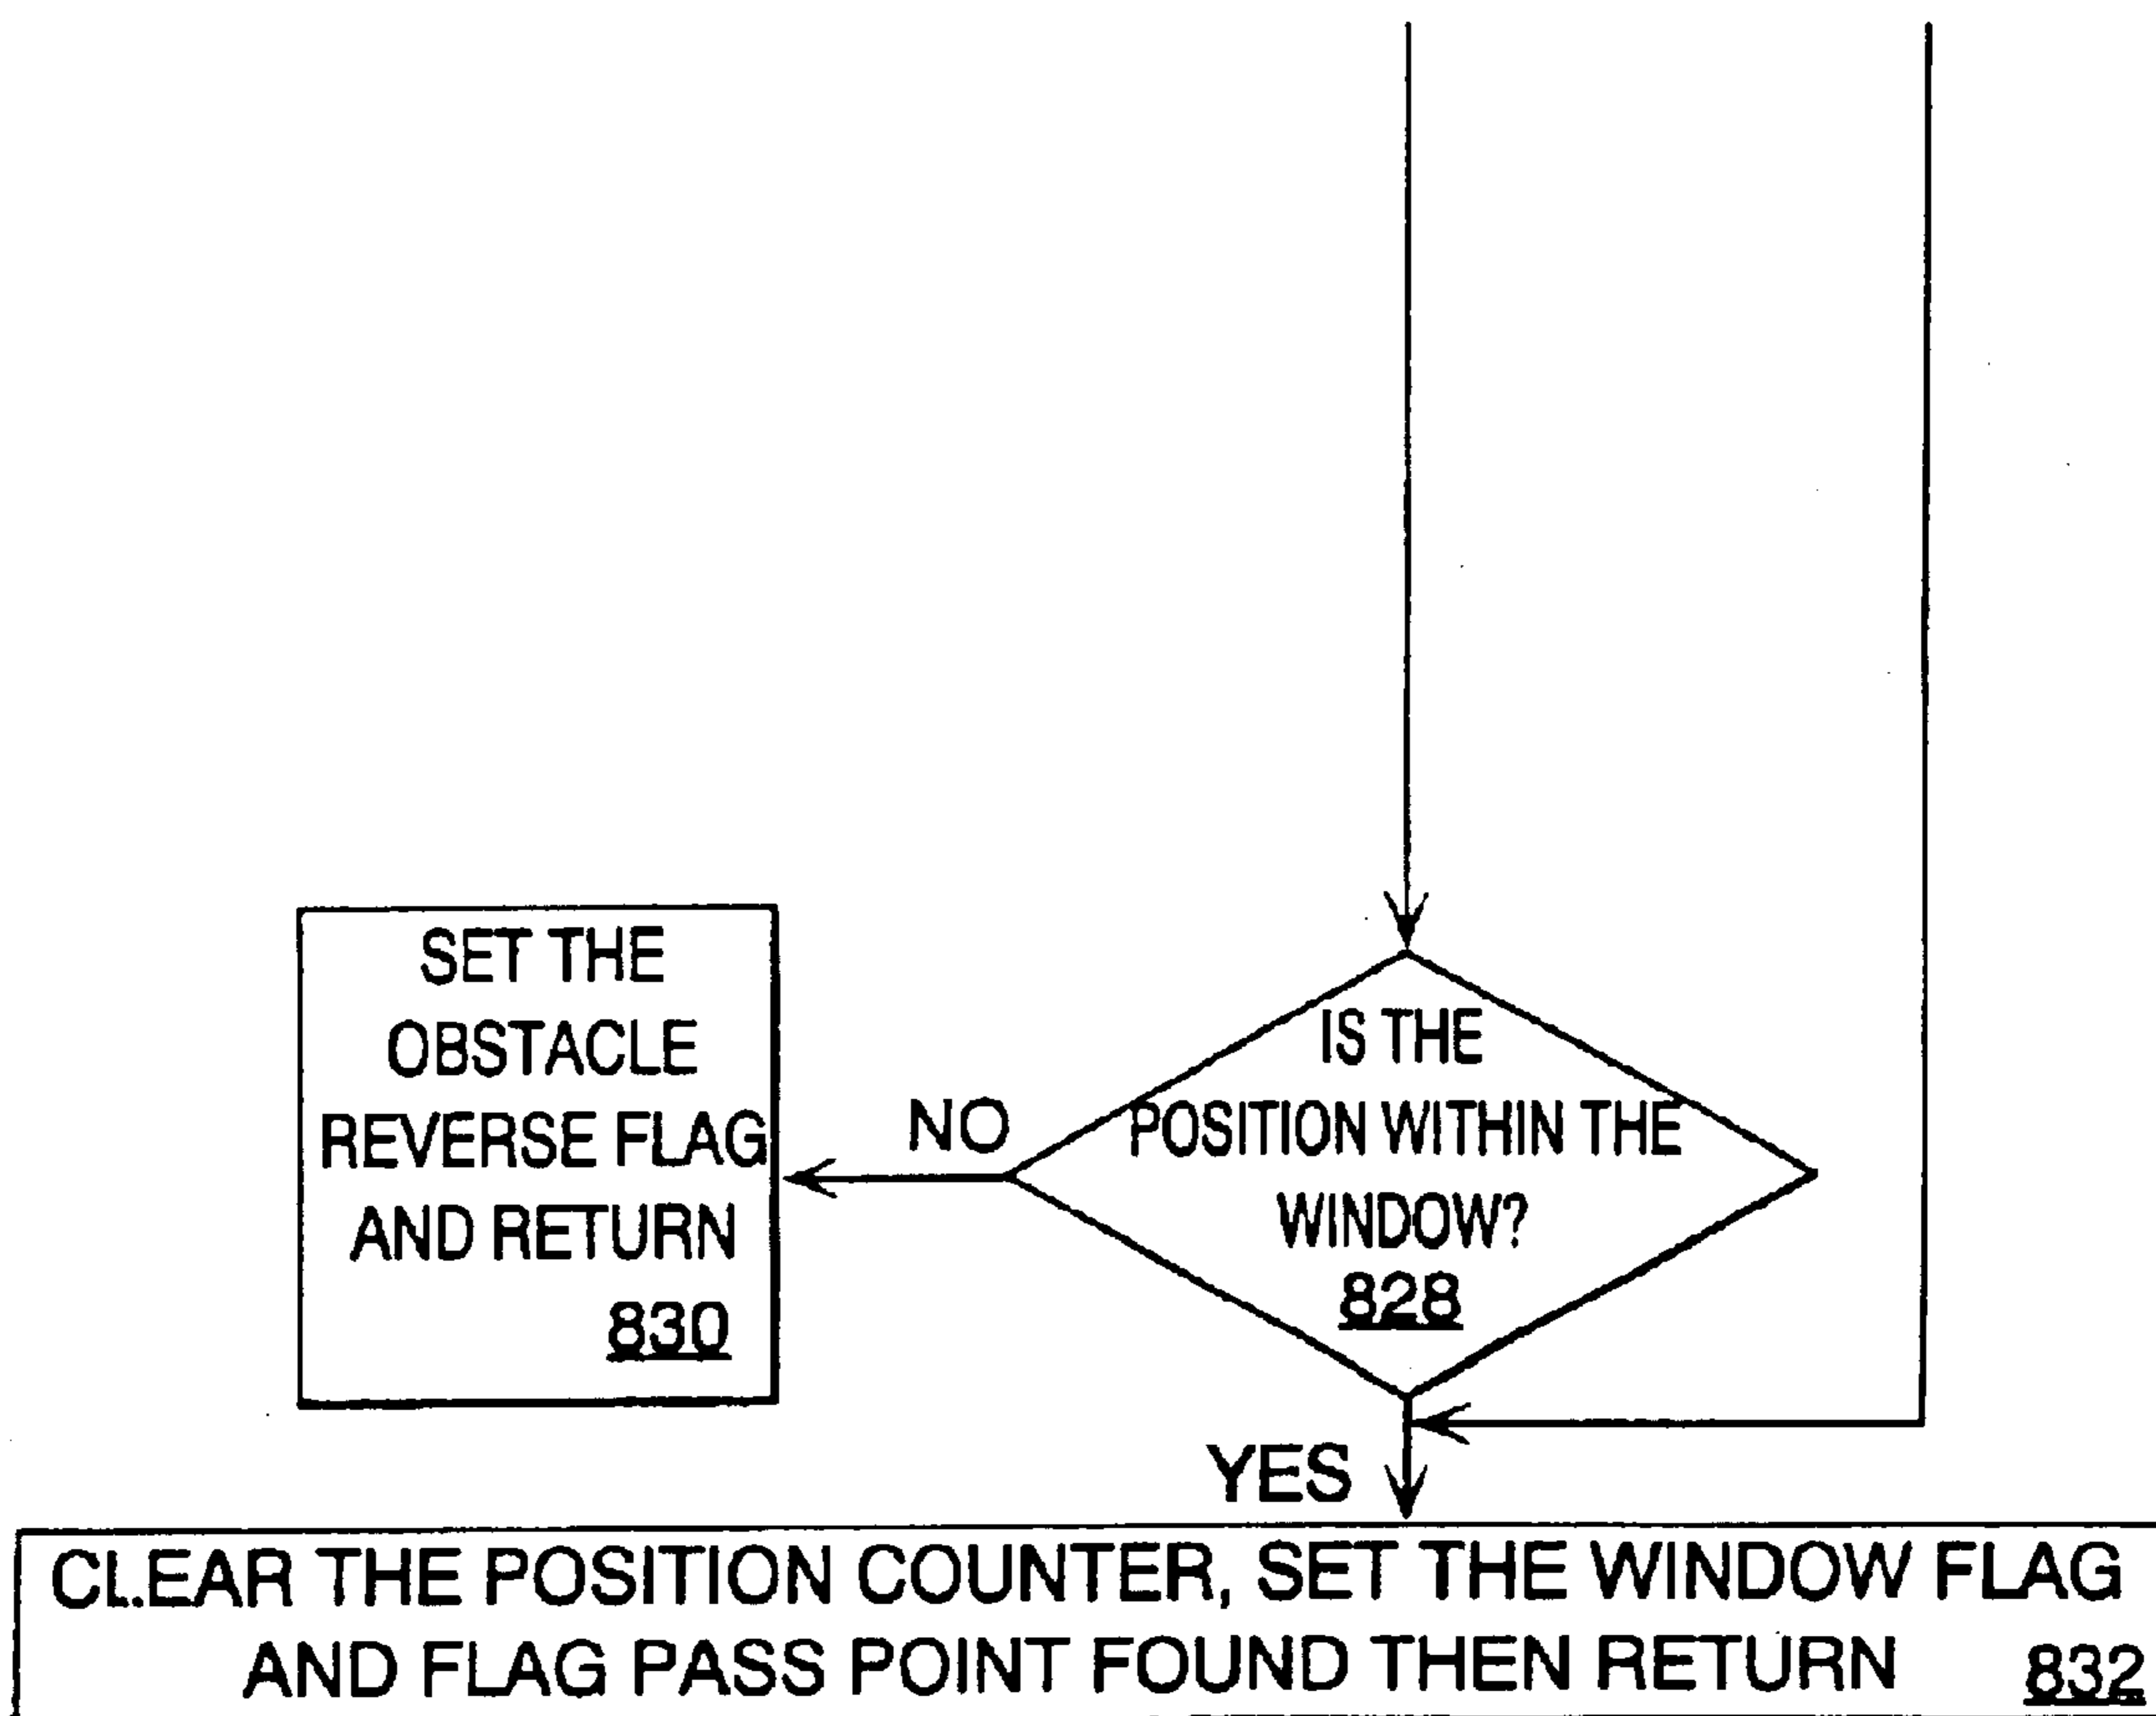 SET THE
OBSTACLE
REVERSE FLAG
AND RETURN
830
NO
IS THE
POSITION WITHIN THE
WINDOW?
828
YES
CLEAR THE POSITION COUNTER, SET THE WINDOW FLAG
AND FLAG PASS POINT FOUND THEN RETURN 832